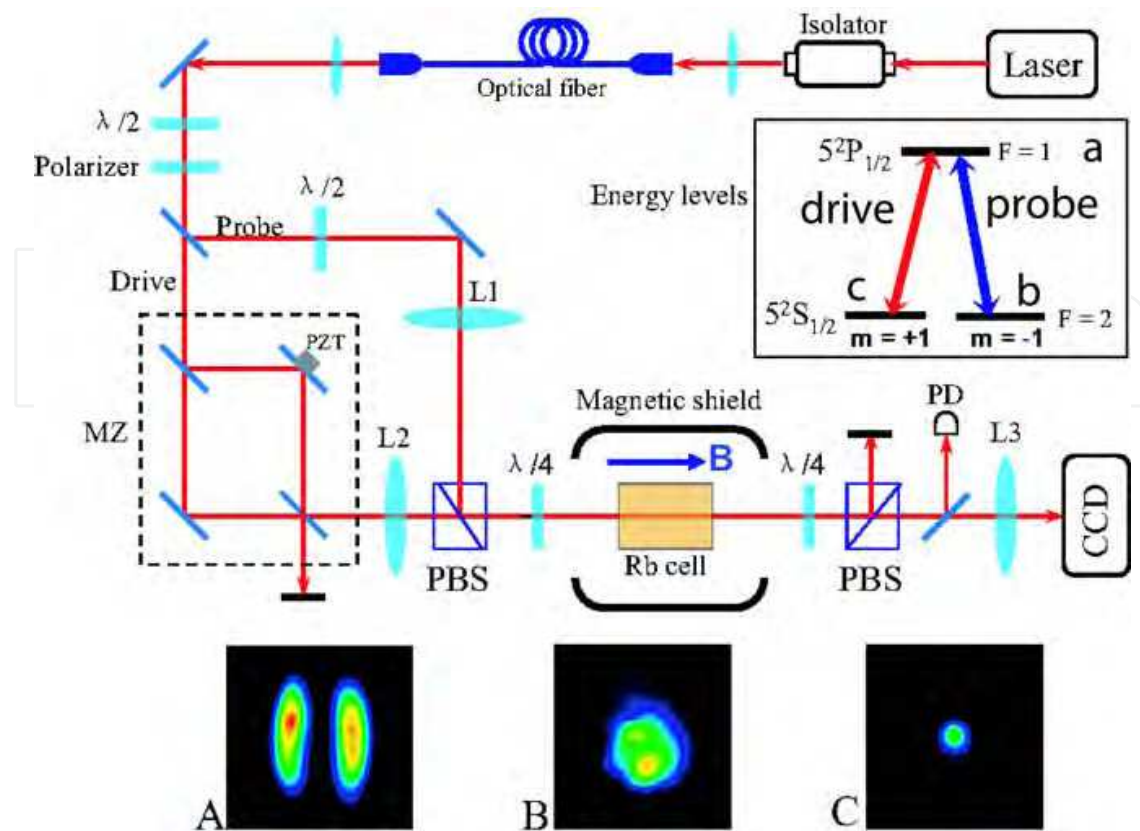 Isolator
Laser
Optical fiber
λ/2
Polarizer
λ/2
Probe
Drive
L1
PZT
MZ
L2
Energy levels
5²P1/2
F = 1
a
drive
probe
c
b
5²S1/2
F = 2
m = +1
m = -1
Magnetic shield
B
PD
L3
λ/4
λ/4
Rb cell
PBS
PBS
CCD
A
B
C